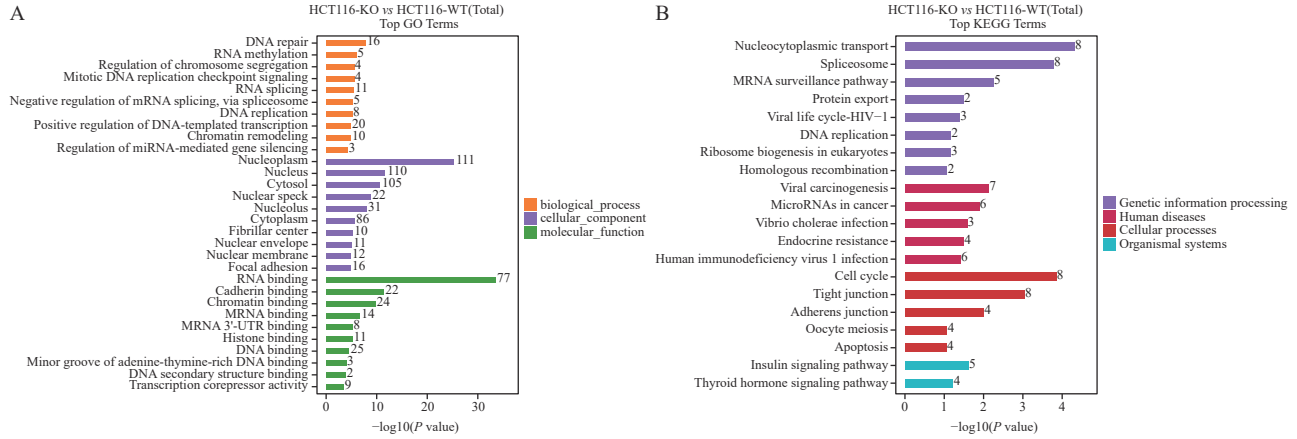 A
HCT116-KO vs HCT116-WT(Total)
Top GO Terms
DNA repair 16
RNA methylation 5
Regulation of chromosome segregation 4
Mitotic DNA replication checkpoint signaling 4
RNA splicing 11
Negative regulation of mRNA splicing, via spliceosome 5
DNA replication 8
Positive regulation of DNA-templated transcription 20
Chromatin remodeling 10
Regulation of miRNA-mediated gene silencing 3
Nucleoplasm 111
Nucleus 110
Cytosol 105
Nuclear speck 22
Nucleolus 31
Cytoplasm 86
Fibrillar center 10
Nuclear envelope 11
Nuclear membrane 12
Focal adhesion 16
RNA binding 77
Cadherin binding 22
Chromatin binding 24
MRNA binding 14
MRNA 3'-UTR binding 8
Histone binding 11
DNA binding 25
Minor groove of adenine-thymine-rich DNA binding 3
DNA secondary structure binding 2
Transcription corepressor activity 9
0 10 20 30
−log10(P value)
biological_process
cellular_component
molecular_function
B
HCT116-KO vs HCT116-WT(Total)
Top KEGG Terms
Nucleocytoplasmic transport 8
Spliceosome 8
MRNA surveillance pathway 5
Protein export 2
Viral life cycle-HIV−1 3
DNA replication 2
Ribosome biogenesis in eukaryotes 3
Homologous recombination 2
Viral carcinogenesis 7
MicroRNAs in cancer 6
Vibrio cholerae infection 3
Endocrine resistance 4
Human immunodeficiency virus 1 infection 6
Cell cycle 8
Tight junction 8
Adherens junction 4
Oocyte meiosis 4
Apoptosis 4
Insulin signaling pathway 5
Thyroid hormone signaling pathway 4
0 1 2 3 4
−log10(P value)
Genetic information processing
Human diseases
Cellular processes
Organismal systems